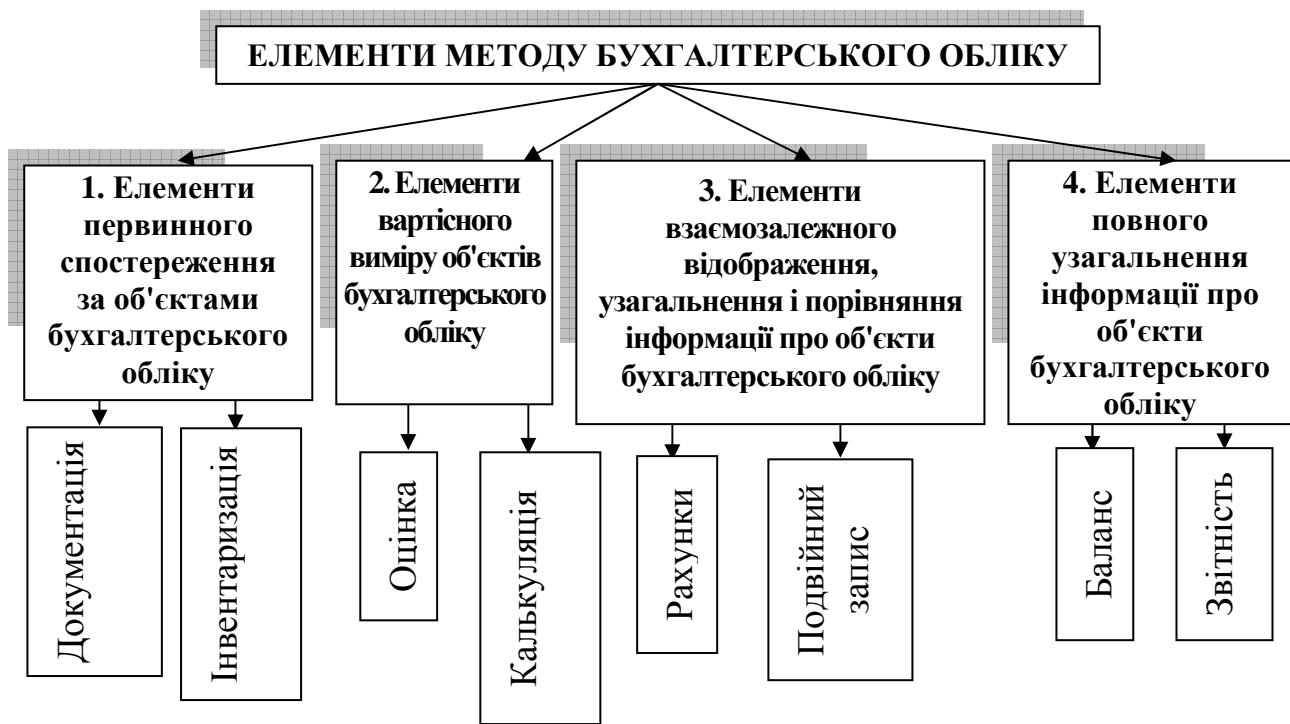 ЕЛЕМЕНТИ МЕТОДУ БУХГАЛТЕРСЬКОГО ОБЛІКУ
1. Елементи
первинного
спостереження
за об'єктами
бухгалтерського
обліку
2. Елементи
вартісного
виміру об'єктів
бухгалтерського
обліку
3. Елементи
взаємозалежного
відображення,
узагальнення і порівняння
інформації про об'єкти
бухгалтерського обліку
4. Елементи
повного
узагальнення
інформації про
об'єкти
бухгалтерського
обліку
Документація
Інвентаризація
Оцінка
Калькуляція
Рахунки
Подвійний
запис
Баланс
Звітність